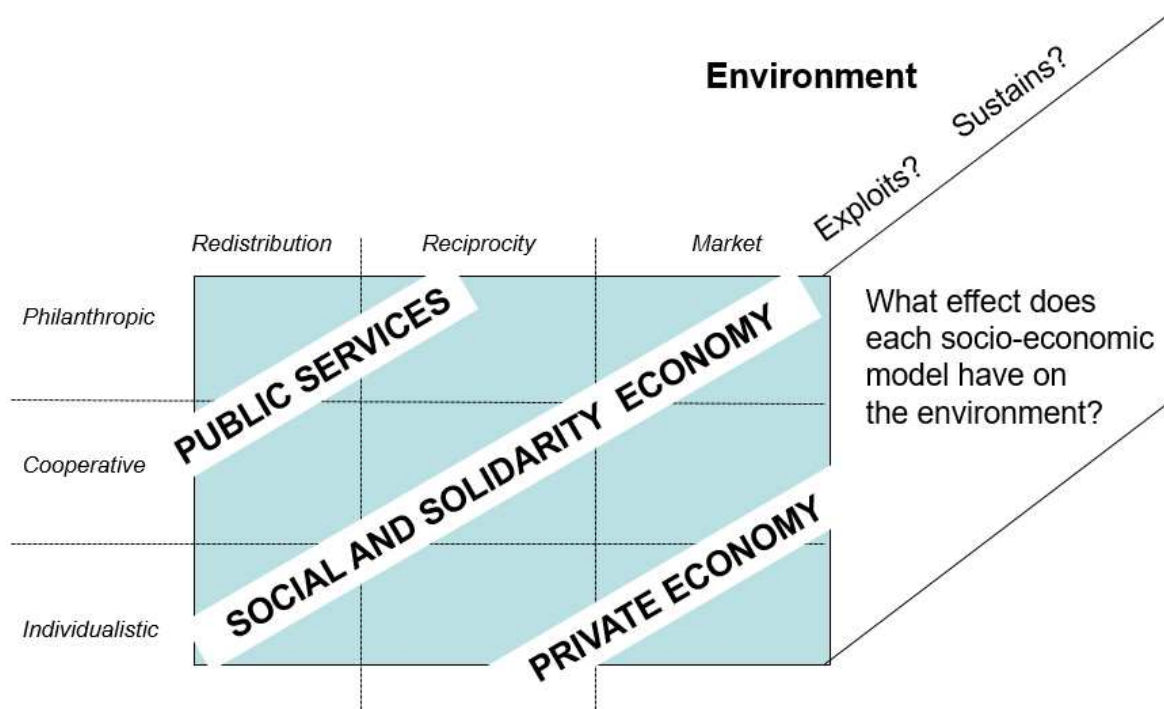 Environment
Sustains?
Exploits?
Redistribution
Reciprocity
Market
Philanthropic
Cooperative
Individualistic
PUBLIC SERVICES
SOCIAL AND SOLIDARITY ECONOMY
PRIVATE ECONOMY
What effect does
each socio-economic
model have on
the environment?